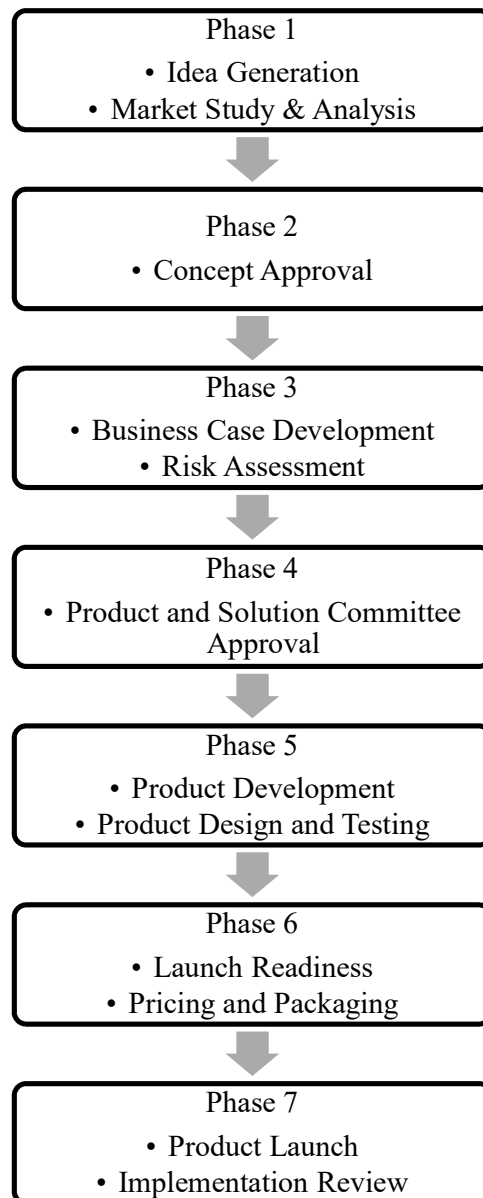 Phase 1
• Idea Generation
• Market Study & Analysis
Phase 2
• Concept Approval
Phase 3
• Business Case Development
• Risk Assessment
Phase 4
• Product and Solution Committee
Approval
Phase 5
• Product Development
• Product Design and Testing
Phase 6
• Launch Readiness
• Pricing and Packaging
Phase 7
• Product Launch
• Implementation Review